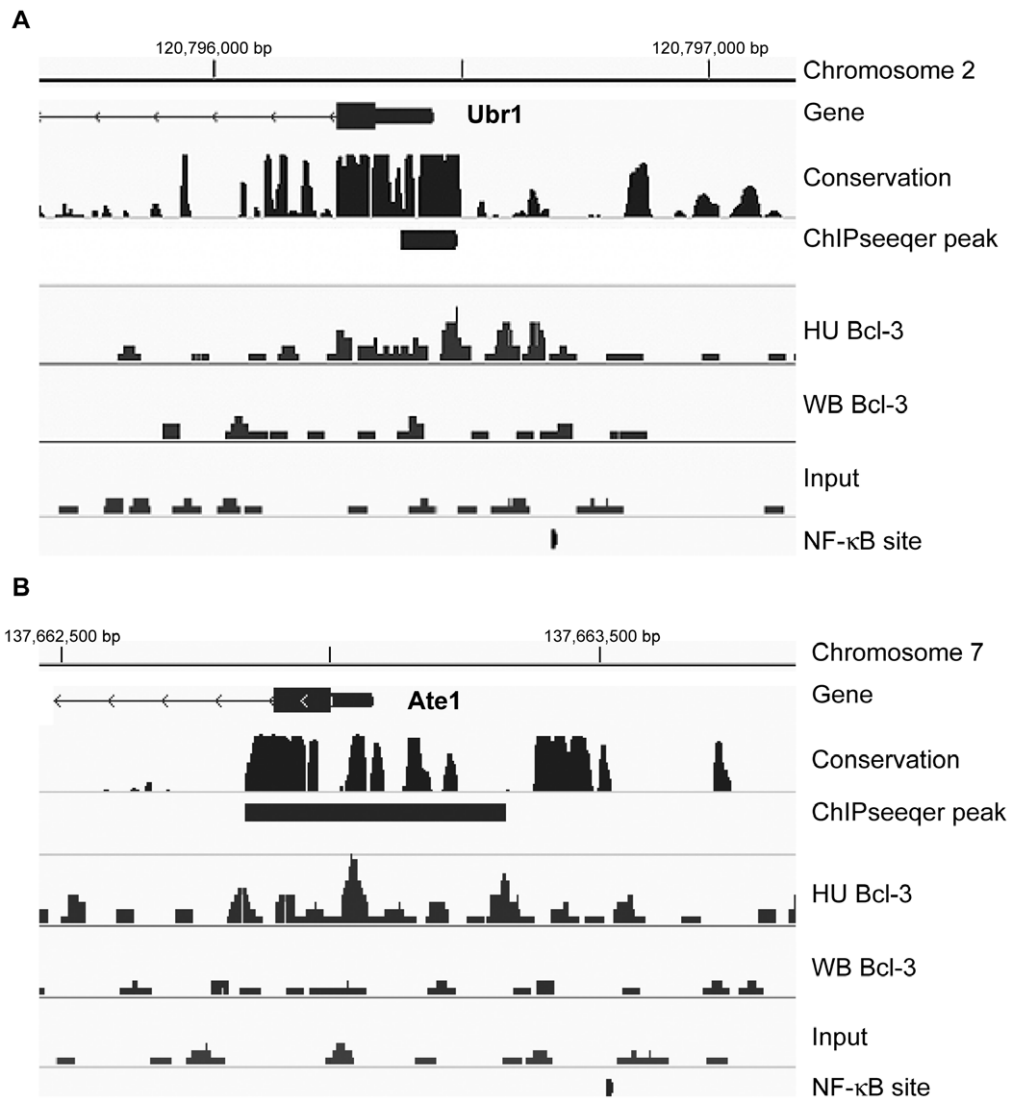 A
120,796,000 bp
120,797,000 bp
Chromosome 2
Ubr1
Gene
Conservation
ChIPseeqer peak
HU Bcl-3
WB Bcl-3
Input
NF-κB site
B
137,662,500 bp
137,663,500 bp
Chromosome 7
Ate1
Gene
Conservation
ChIPseeqer peak
HU Bcl-3
WB Bcl-3
Input
NF-κB site